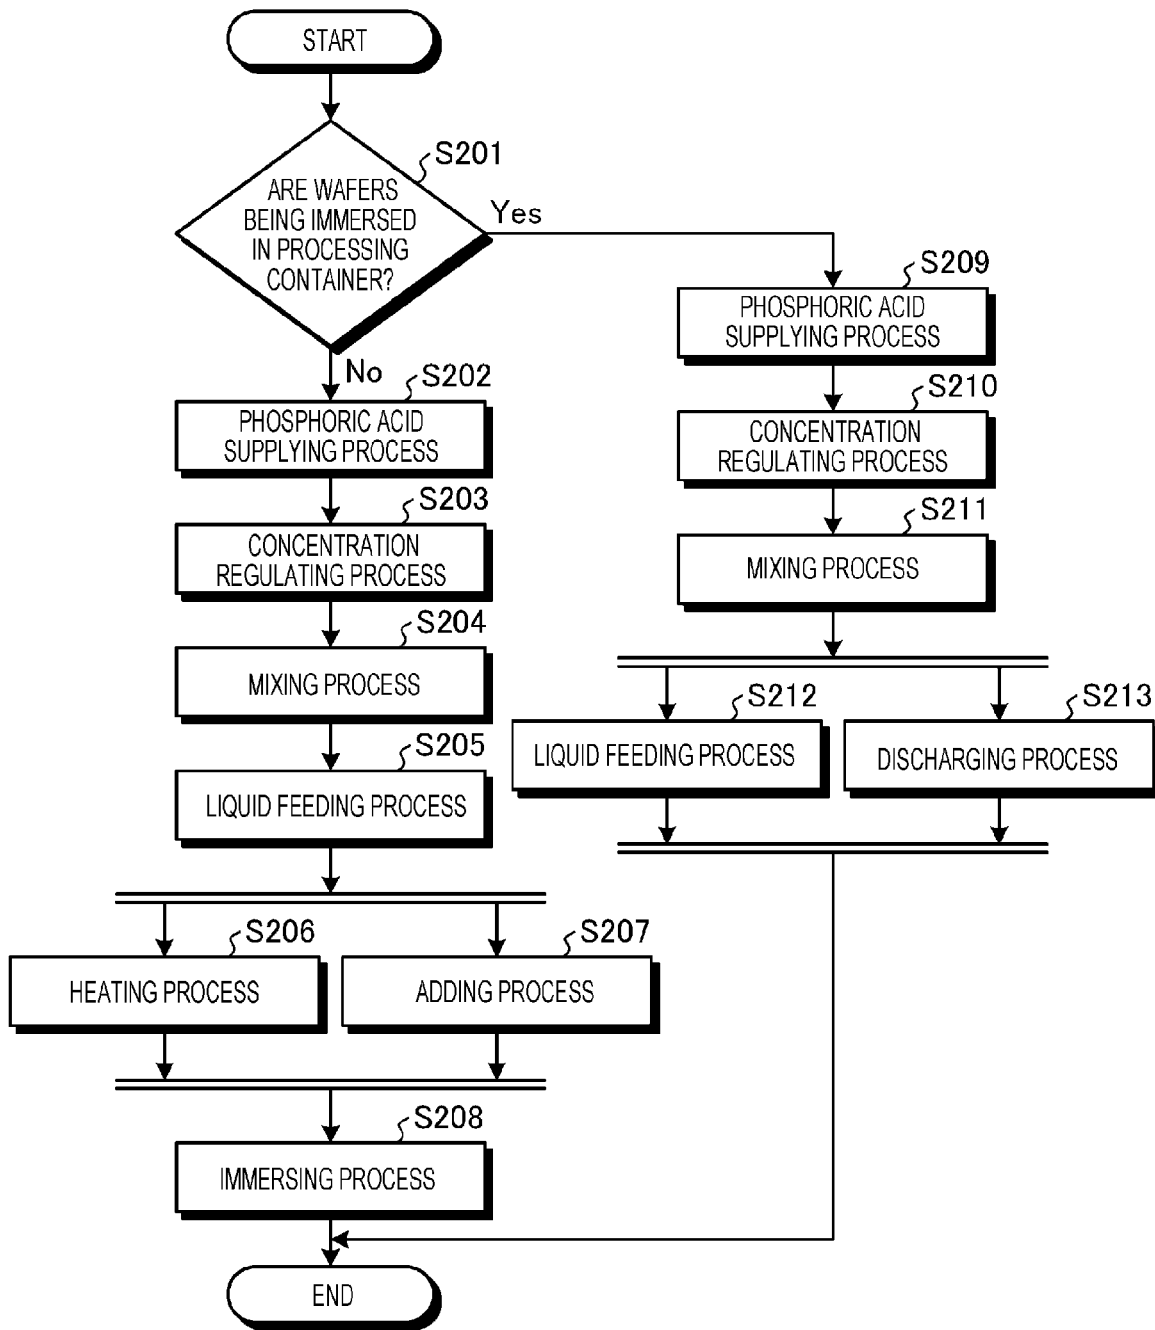 START
S201
ARE WAFERS
BEING IMMERSED
IN PROCESSING
CONTAINER?
Yes
No
S202
PHOSPHORIC ACID
SUPPLYING PROCESS
S203
CONCENTRATION
REGULATING PROCESS
S204
MIXING PROCESS
S205
LIQUID FEEDING PROCESS
S206
HEATING PROCESS
S207
ADDING PROCESS
S208
IMMERSING PROCESS
S209
PHOSPHORIC ACID
SUPPLYING PROCESS
S210
CONCENTRATION
REGULATING PROCESS
S211
MIXING PROCESS
S212
LIQUID FEEDING PROCESS
S213
DISCHARGING PROCESS
END